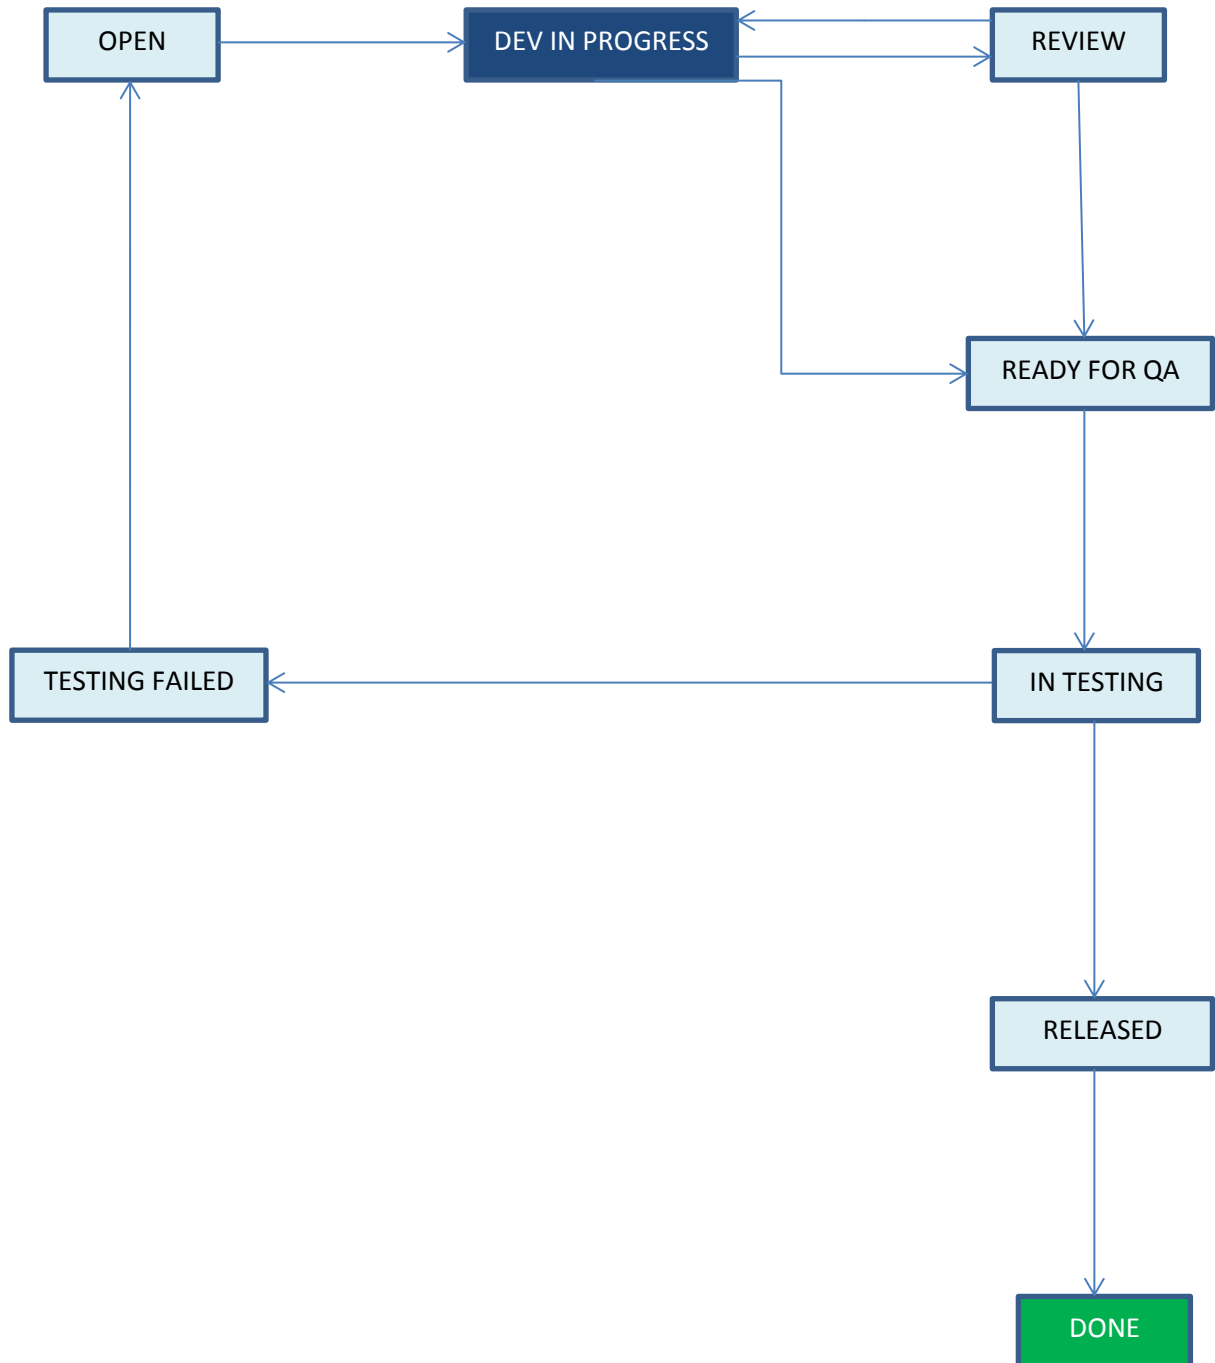 OPEN
DEV IN PROGRESS
REVIEW
READY FOR QA
TESTING FAILED
IN TESTING
RELEASED
DONE